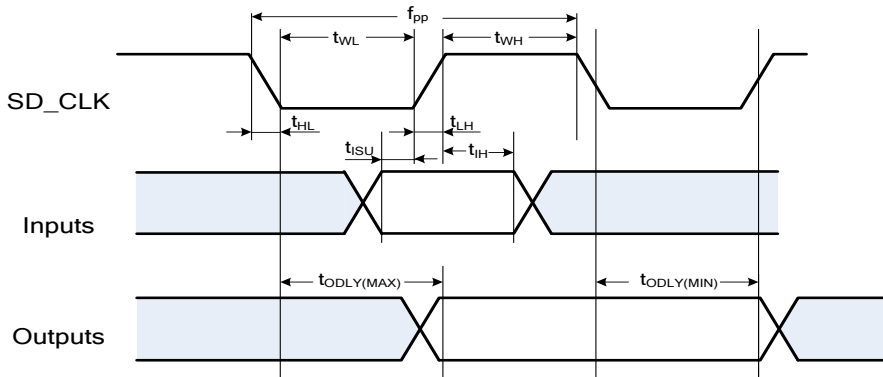 fpp
tWL
tWH
SD_CLK
tHL
tLH
tISU
tIH
Inputs
tODLY(MAX)
tODLY(MIN)
Outputs